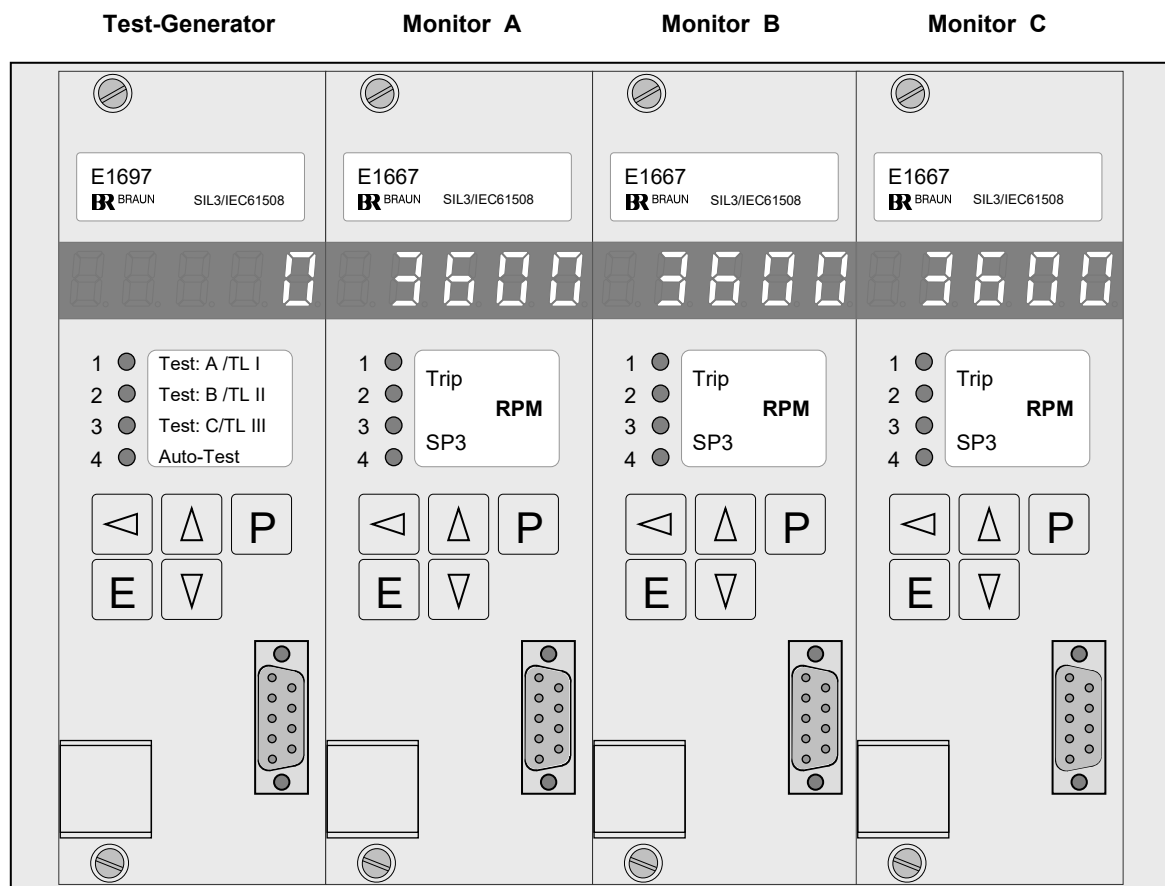 Test-Generator Monitor A Monitor B Monitor C
E1697
BR BRAUN SIL3/IEC61508
0
1 Test: A /TL I
2 Test: B /TL II
3 Test: C/TL III
4 Auto-Test
P
E
E1667
BR BRAUN SIL3/IEC61508
3600
1
2
3
4
Trip
RPM
SP3
P
E
E1667
BR BRAUN SIL3/IEC61508
3600
1
2
3
4
Trip
RPM
SP3
P
E
E1667
BR BRAUN SIL3/IEC61508
3600
1
2
3
4
Trip
RPM
SP3
P
E